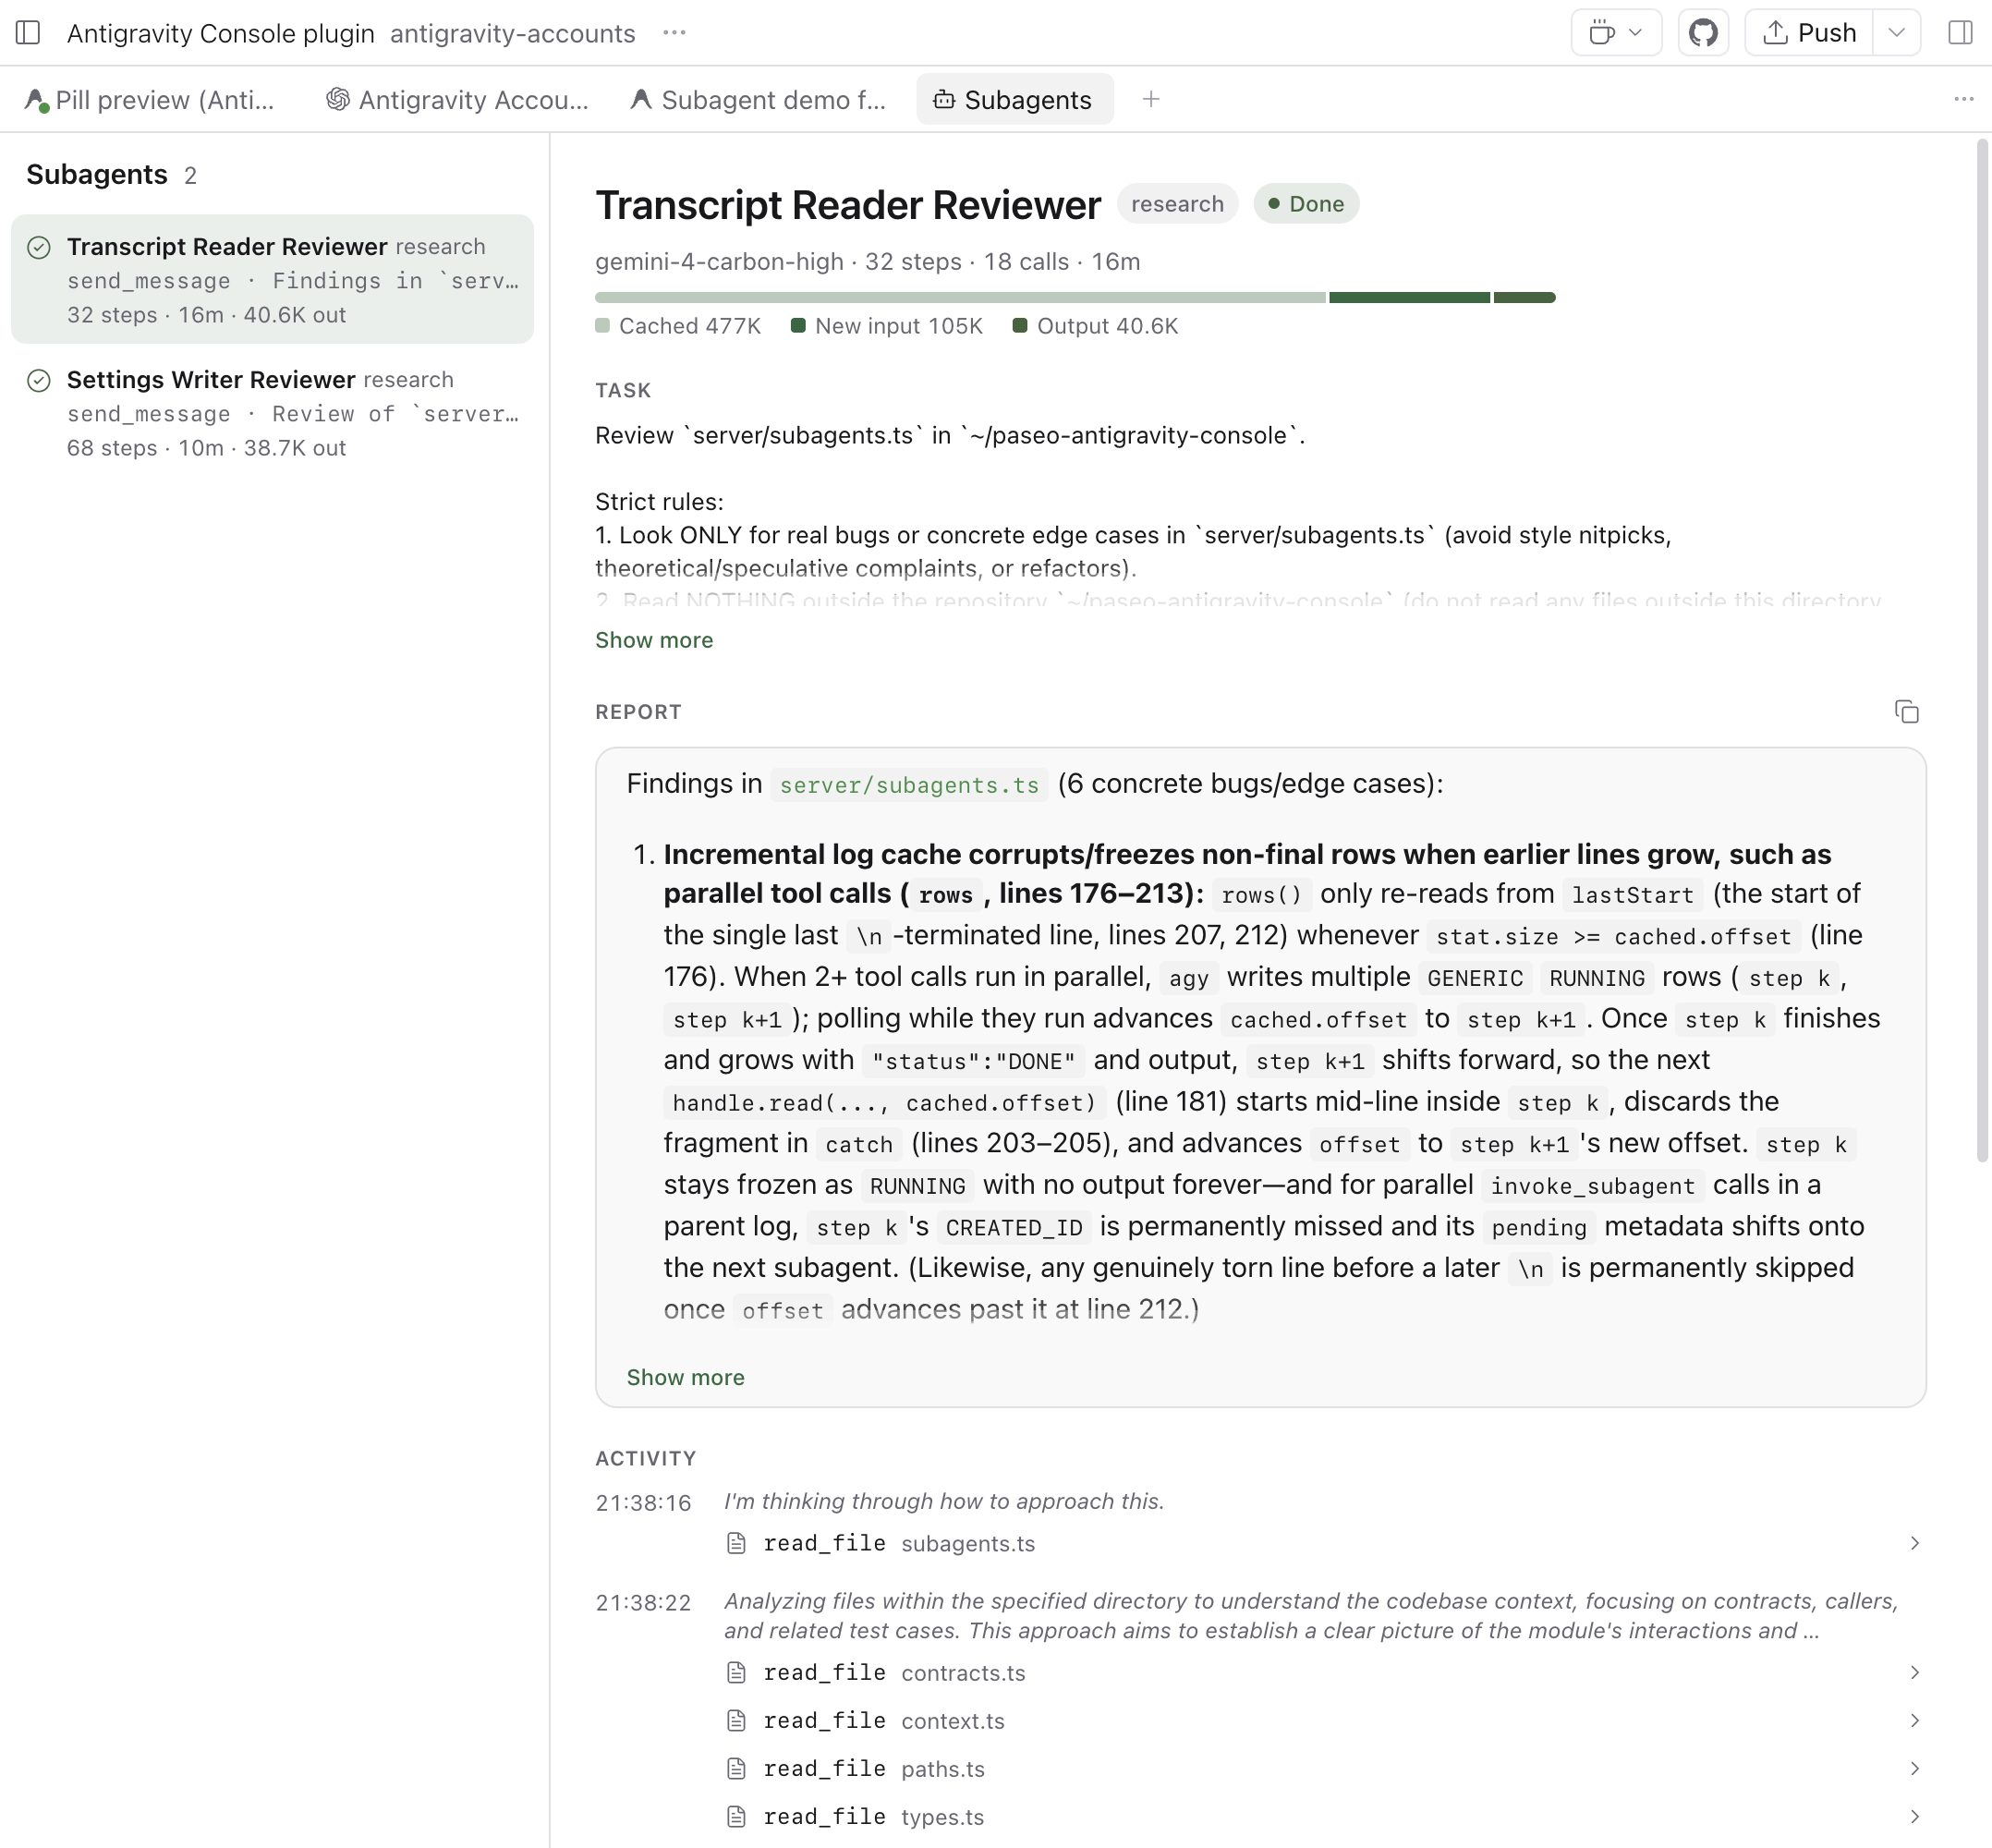 Antigravity Console plugin antigravity-accounts ...
Push
Pill preview (Anti...
Antigravity Accou...
Subagent demo f...
Subagents
Subagents 2
Transcript Reader Reviewer research
send_message · Findings in `serv…
32 steps · 16m · 40.6K out
Settings Writer Reviewer research
send_message · Review of `server…
68 steps · 10m · 38.7K out
Transcript Reader Reviewer research Done
gemini-4-carbon-high · 32 steps · 18 calls · 16m
Cached 477K New input 105K Output 40.6K
TASK
Review `server/subagents.ts` in `~/paseo-antigravity-console`.
Strict rules:
1. Look ONLY for real bugs or concrete edge cases in `server/subagents.ts` (avoid style nitpicks,
theoretical/speculative complaints, or refactors).
2. Read NOTHING outside the repository `~/paseo-antigravity-console` (do not read any files outside this directory
Show more
REPORT
Findings in server/subagents.ts (6 concrete bugs/edge cases):
1. Incremental log cache corrupts/freezes non-final rows when earlier lines grow, such as
parallel tool calls ( rows , lines 176–213): rows() only re-reads from lastStart (the start of
the single last \n -terminated line, lines 207, 212) whenever stat.size >= cached.offset (line
176). When 2+ tool calls run in parallel, agy writes multiple GENERIC RUNNING rows ( step k ,
step k+1 ); polling while they run advances cached.offset to step k+1 . Once step k finishes
and grows with "status":"DONE" and output, step k+1 shifts forward, so the next
handle.read(..., cached.offset) (line 181) starts mid-line inside step k , discards the
fragment in catch (lines 203–205), and advances offset to step k+1 's new offset. step k
stays frozen as RUNNING with no output forever—and for parallel invoke_subagent calls in a
parent log, step k 's CREATED_ID is permanently missed and its pending metadata shifts onto
the next subagent. (Likewise, any genuinely torn line before a later \n is permanently skipped
once offset advances past it at line 212.)
Show more
ACTIVITY
21:38:16 I'm thinking through how to approach this.
read_file subagents.ts
21:38:22 Analyzing files within the specified directory to understand the codebase context, focusing on contracts, callers,
and related test cases. This approach aims to establish a clear picture of the module's interactions and ...
read_file contracts.ts
read_file context.ts
read_file paths.ts
read_file types.ts